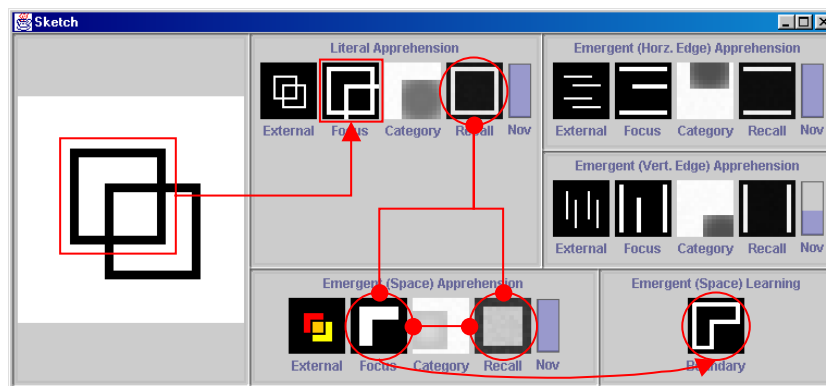 Sketch
Literal Apprehension
External Focus Category Recall Nov
Emergent (Horz. Edge) Apprehension
External Focus Category Recall Nov
Emergent (Vert. Edge) Apprehension
External Focus Category Recall Nov
Emergent (Space) Apprehension
External Focus Category Recall Nov
Emergent (Space) Learning
Boundary